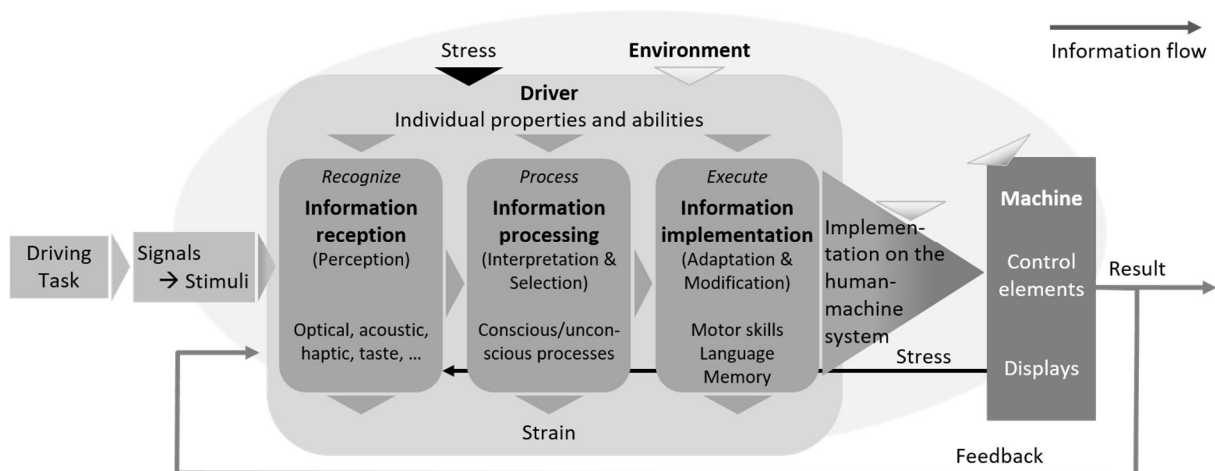 Stress
Environment
Information flow
Driver
Individual properties and abilities
Driving
Task
Signals
→ Stimuli
Recognize
Information
reception
(Perception)
Optical, acoustic,
haptic, taste, ...
Process
Information
processing
(Interpretation &
Selection)
Conscious/uncon-
scious processes
Execute
Information
implementation
(Adaptation &
Modification)
Motor skills
Language
Memory
Implemen-
tation on the
human-
machine
system
Stress
Machine
Control
elements
Displays
Result
Strain
Feedback